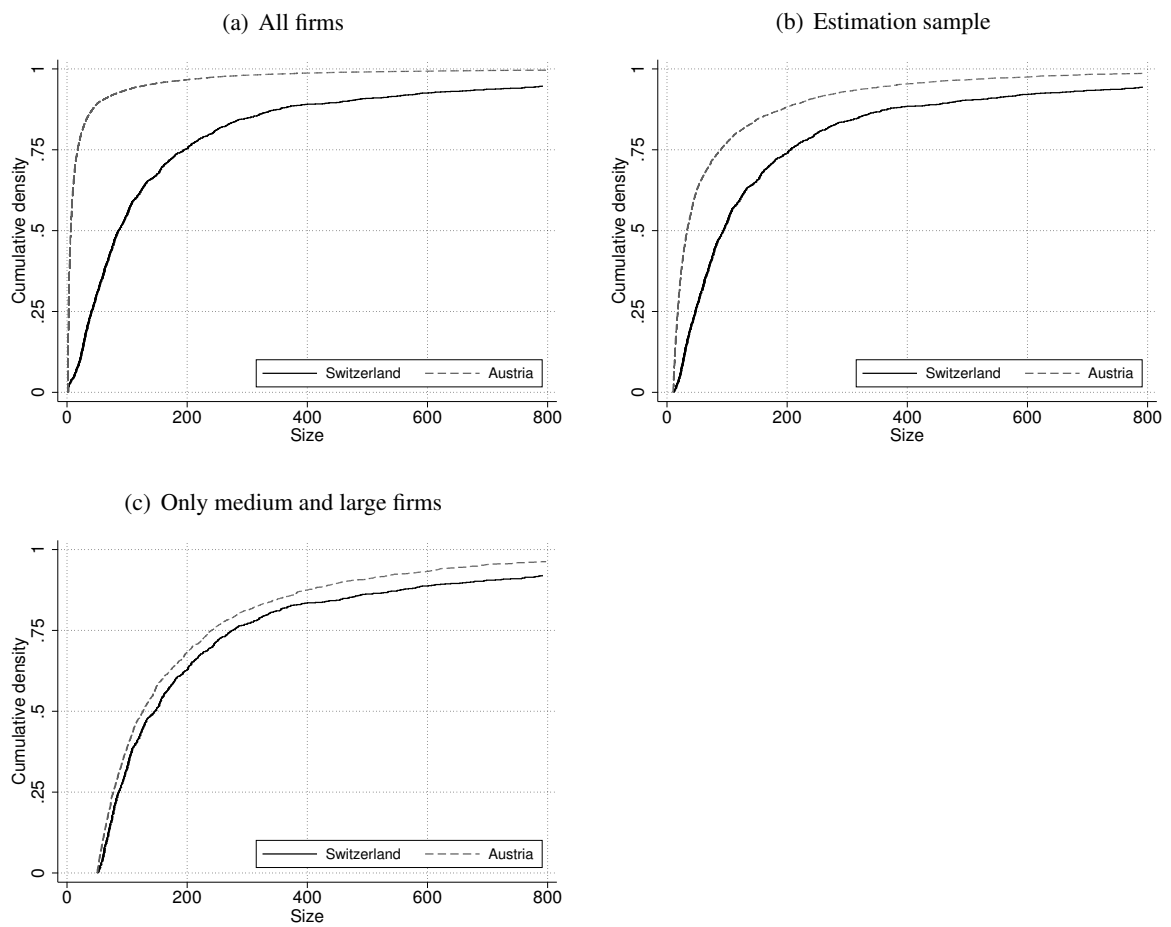 (a) All firms
Cumulative density
0 .25 .5 .75 1
0 200 400 600 800
Size
Switzerland Austria
(b) Estimation sample
Cumulative density
0 .25 .5 .75 1
0 200 400 600 800
Size
Switzerland Austria
(c) Only medium and large firms
Cumulative density
0 .25 .5 .75 1
0 200 400 600 800
Size
Switzerland Austria